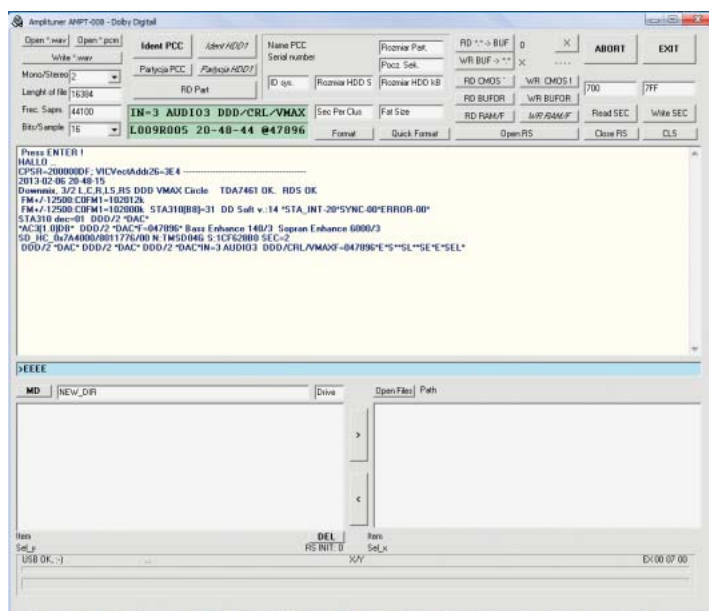 Amplituner AMPT-008 - Dolby Digital
Open *.wav
Open *.pcm
Write *.wav
Mono/Stereo 2
Lenght of file 16384
Frec. Sapm. 44100
Bits/Sample 16
Ident PCC
Ident HDD1
Partycja PCC
Partycja HDD1
RD Part
Name PCC
Serial number
ID sys.
Rozmiar HDD S
Rozmiar Part.
Pocz. Sek.
Rozmiar HDD kB
IN=3 AUDIO3 DDD/CRL/VMAX
L009R005 20-48-44 @47896
Sec Per Clus
Fat Size
Format
Quick Format
RD *.* -> BUF
0
X
WR BUF -> *.*
X
....
RD CMOS
WR CMOS !
RD BUFOR
WR BUFOR
RD RAM/F
WR RAM/F
Open RS
ABORT
EXIT
700
7FF
Read SEC
Write SEC
Close RS
CLS
Press ENTER !
HALLO ...
CPSR=200000DF; VICVectAddr26=3E4 ----------------------------------------
2013-02-06 20-48-15
Downmix, 3/2 L,C,R,LS,RS DDD VMAX Circle TDA7461 OK. RDS OK
FM+/-12500:C0FM1=102012k
FM+/-12500:C0FM1=102000k STA310[B8]=31 DD Soft v.:14 *STA_INT-20*SYNC-00*ERROR-00*
STA310 dec=01 DDD/2 *DAC*
*AC3[1.0]DB* DDD/2 *DAC*F=047896* Bass Enhance 140/3 Sopran Enhance 6000/3
SD_HC_0x7A4000/8011776/00 N:TMSD04G S:1CF628B0 SEC=2
DDD/2 *DAC* DDD/2 *DAC* DDD/2 *DAC*IN=3 AUDIO3 DDD/CRL/VMAXF=047896*E*S**SL**SE*E*SEL*
>EEEE
MD
NEW_DIR
Drive
Open Files
Path
>
<
Item
DEL
Item
Sel_y
RS INIT: 0
Sel_x
USB OK, :-)
...
X/Y
EX 00 07 00